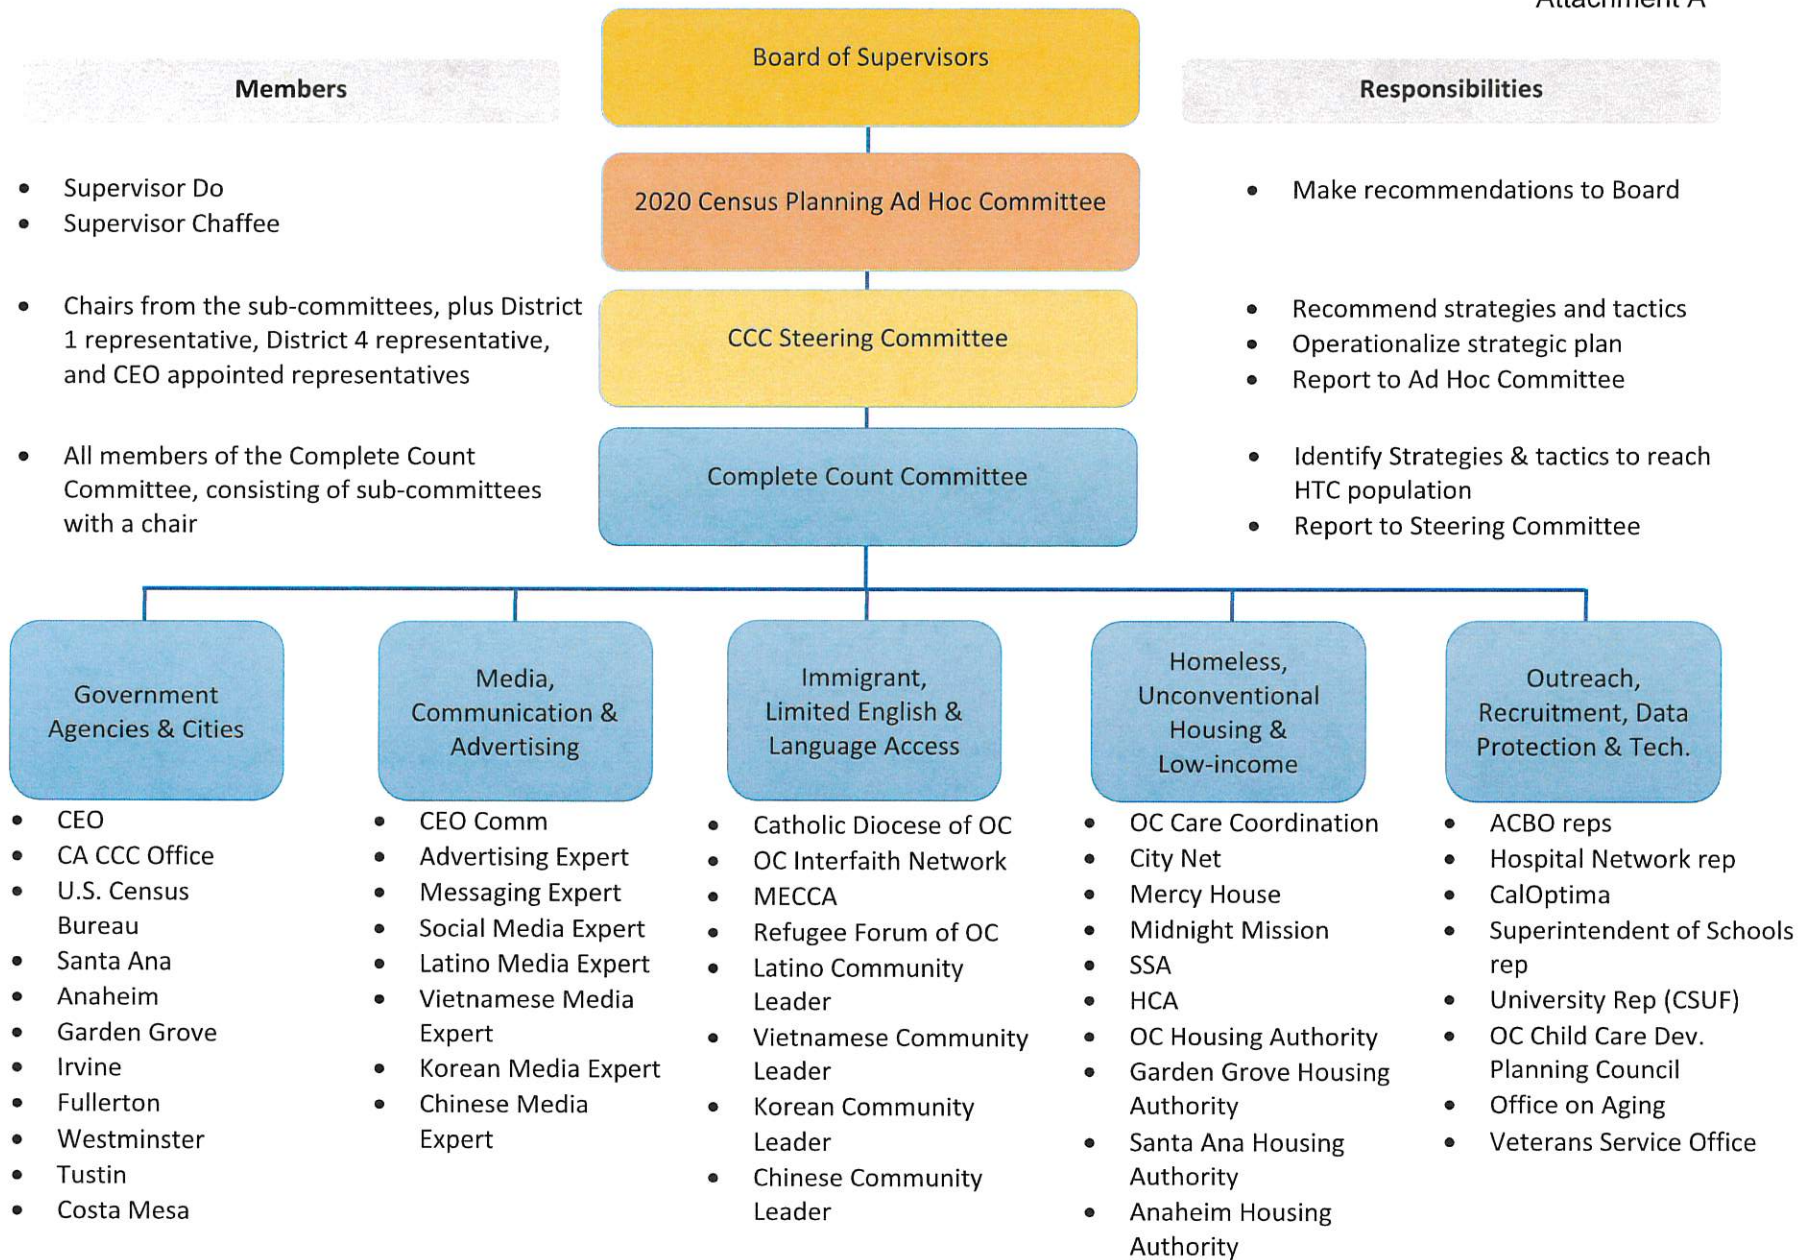 Attachment A
Board of Supervisors
Members
Responsibilities
• Supervisor Do
• Supervisor Chaffee
2020 Census Planning Ad Hoc Committee
• Make recommendations to Board
• Chairs from the sub-committees, plus District
1 representative, District 4 representative,
and CEO appointed representatives
CCC Steering Committee
• Recommend strategies and tactics
• Operationalize strategic plan
• Report to Ad Hoc Committee
• All members of the Complete Count
Committee, consisting of sub-committees
with a chair
Complete Count Committee
• Identify Strategies & tactics to reach
HTC population
• Report to Steering Committee
Government
Agencies & Cities
• CEO
• CA CCC Office
• U.S. Census
Bureau
• Santa Ana
• Anaheim
• Garden Grove
• Irvine
• Fullerton
• Westminster
• Tustin
• Costa Mesa
Media,
Communication &
Advertising
• CEO Comm
• Advertising Expert
• Messaging Expert
• Social Media Expert
• Latino Media Expert
• Vietnamese Media
Expert
• Korean Media Expert
• Chinese Media
Expert
Immigrant,
Limited English &
Language Access
• Catholic Diocese of OC
• OC Interfaith Network
• MECCA
• Refugee Forum of OC
• Latino Community
Leader
• Vietnamese Community
Leader
• Korean Community
Leader
• Chinese Community
Leader
Homeless,
Unconventional
Housing &
Low-income
• OC Care Coordination
• City Net
• Mercy House
• Midnight Mission
• SSA
• HCA
• OC Housing Authority
• Garden Grove Housing
Authority
• Santa Ana Housing
Authority
• Anaheim Housing
Authority
Outreach,
Recruitment, Data
Protection & Tech.
• ACBO reps
• Hospital Network rep
• CalOptima
• Superintendent of Schools
rep
• University Rep (CSUF)
• OC Child Care Dev.
Planning Council
• Office on Aging
• Veterans Service Office